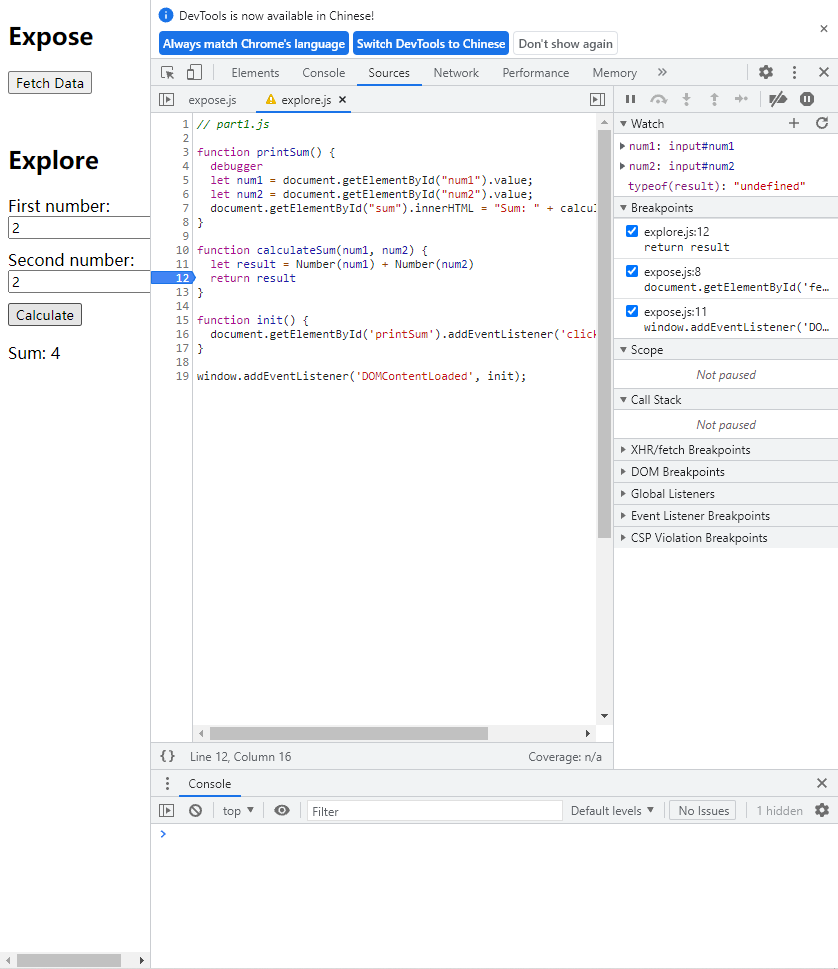 Expose
Fetch Data
Explore
First number:
2
Second number:
2
Calculate
Sum: 4
DevTools is now available in Chinese!
Always match Chrome's language
Switch DevTools to Chinese
Don't show again
Elements
Console
Sources
Network
Performance
Memory
expose.js
explore.js
1 // part1.js
2
3 function printSum() {
4   debugger
5   let num1 = document.getElementById("num1").value;
6   let num2 = document.getElementById("num2").value;
7   document.getElementById("sum").innerHTML = "Sum: " + calcul
8 }
9
10 function calculateSum(num1, num2) {
11   let result = Number(num1) + Number(num2)
12   return result
13 }
14
15 function init() {
16   document.getElementById('printSum').addEventListener('click
17 }
18
19 window.addEventListener('DOMContentLoaded', init);
{ } Line 12, Column 16
Coverage: n/a
Watch
num1: input#num1
num2: input#num2
typeof(result): "undefined"
Breakpoints
explore.js:12
return result
expose.js:8
document.getElementById('fe…
expose.js:11
window.addEventListener('DO…
Scope
Not paused
Call Stack
Not paused
XHR/fetch Breakpoints
DOM Breakpoints
Global Listeners
Event Listener Breakpoints
CSP Violation Breakpoints
Console
top
Filter
Default levels
No Issues
1 hidden